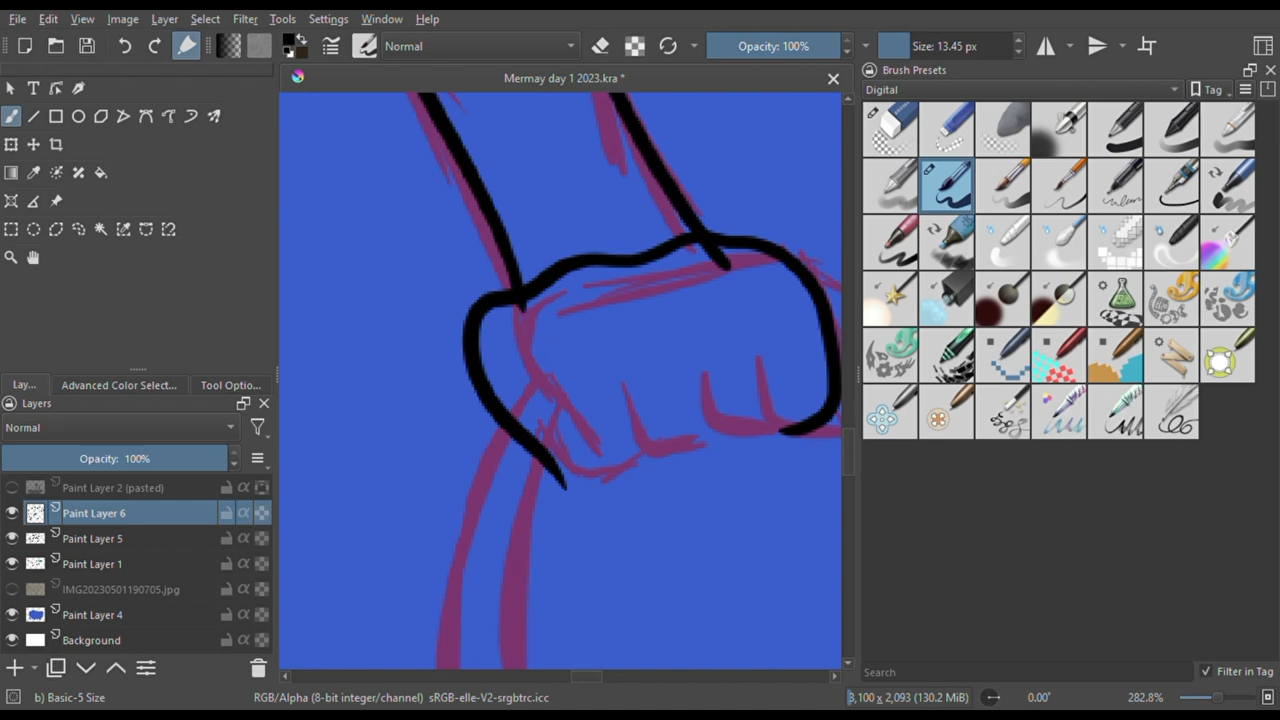 File Edit View Image Layer Select Filter Tools Settings Window Help
Normal Opacity: 100% Size: 13.45 px
Mermay day 1 2023.kra *
Brush Presets
Digital Tag
Lay... Advanced Color Select... Tool Optio...
Layers
Normal
Opacity: 100%
Paint Layer 2 (pasted)
Paint Layer 6
Paint Layer 5
Paint Layer 1
IMG20230501190705.jpg
Paint Layer 4
Background
Search Filter in Tag
b) Basic-5 Size RGB/Alpha (8-bit integer/channel) sRGB-elle-V2-srgbtrc.icc 3,100 x 2,093 (130.2 MiB) 0.00° 282.8%